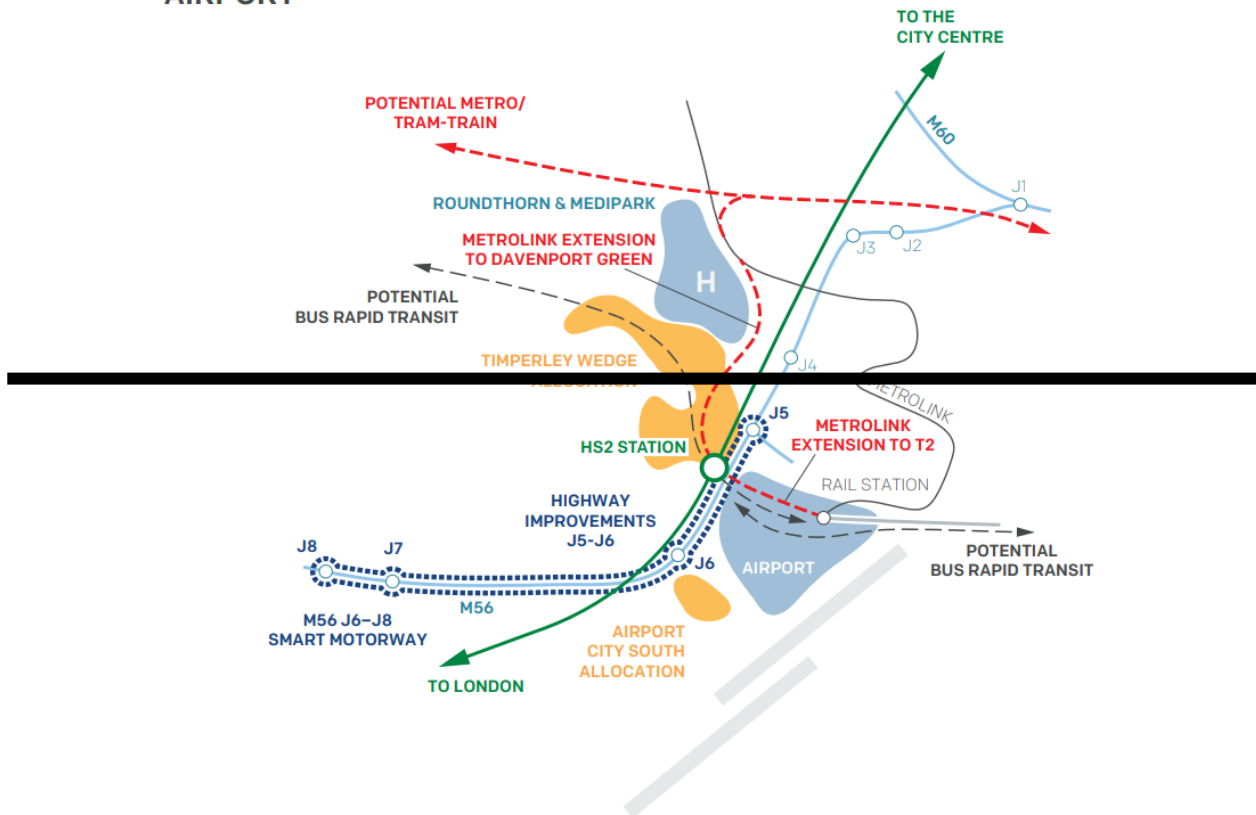 AIRPORT
TO THE
CITY CENTRE
POTENTIAL METRO/
TRAM-TRAIN
M60
J1
ROUNDTHORN & MEDIPARK
J3
J2
METROLINK EXTENSION
TO DAVENPORT GREEN
H
POTENTIAL
BUS RAPID TRANSIT
TIMPERLEY WEDGE
ALLOCATION
J4
METROLINK
J5
METROLINK
EXTENSION TO T2
HS2 STATION
RAIL STATION
HIGHWAY
IMPROVEMENTS
J5-J6
J8
J7
J6
AIRPORT
POTENTIAL
BUS RAPID TRANSIT
M56
M56 J6–J8
SMART MOTORWAY
AIRPORT
CITY SOUTH
ALLOCATION
TO LONDON